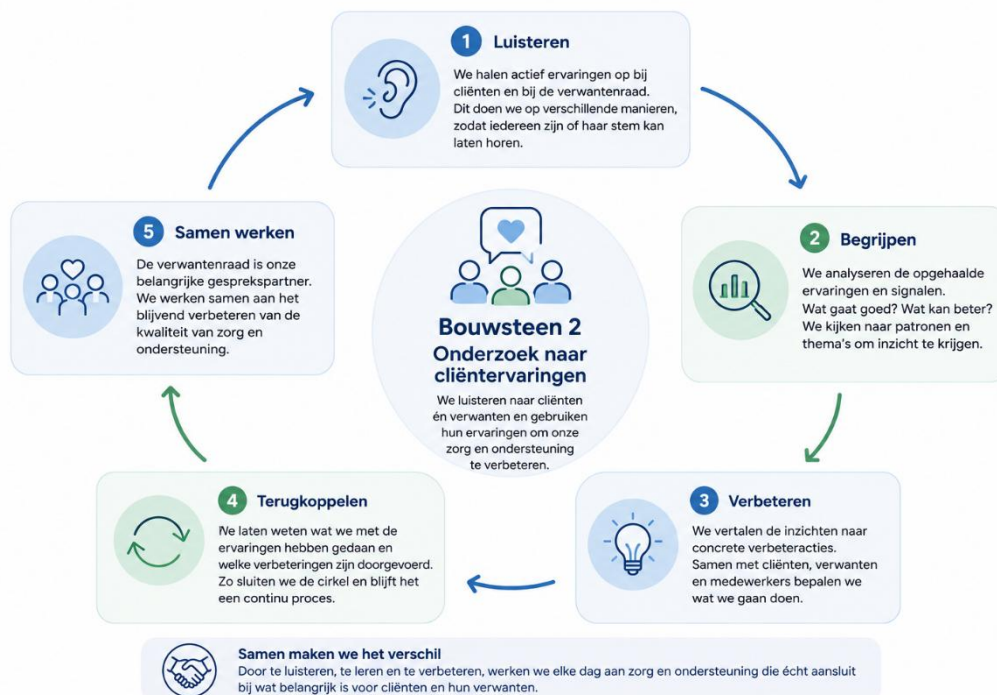 1 Luisteren
We halen actief ervaringen op bij
cliënten en bij de verwantenraad.
Dit doen we op verschillende manieren,
zodat iedereen zijn of haar stem kan
laten horen.
2 Begrijpen
We analyseren de opgehaalde
ervaringen en signalen.
Wat gaat goed? Wat kan beter?
We kijken naar patronen en
thema's om inzicht te krijgen.
3 Verbeteren
We vertalen de inzichten naar
concrete verbeteracties.
Samen met cliënten, verwanten
en medewerkers bepalen we
wat we gaan doen.
4 Terugkoppelen
We laten weten wat we met de
ervaringen hebben gedaan en
welke verbeteringen zijn doorgevoerd.
Zo sluiten we de cirkel en blijft het
een continu proces.
5 Samen werken
De verwantenraad is onze
belangrijke gesprekspartner.
We werken samen aan het
blijvend verbeteren van de
kwaliteit van zorg en
ondersteuning.
Bouwsteen 2
Onderzoek naar
cliëntervaringen
We luisteren naar cliënten
én verwanten en gebruiken
hun ervaringen om onze
zorg en ondersteuning
te verbeteren.
Samen maken we het verschil
Door te luisteren, te leren en te verbeteren, werken we elke dag aan zorg en ondersteuning die écht aansluit
bij wat belangrijk is voor cliënten en hun verwanten.